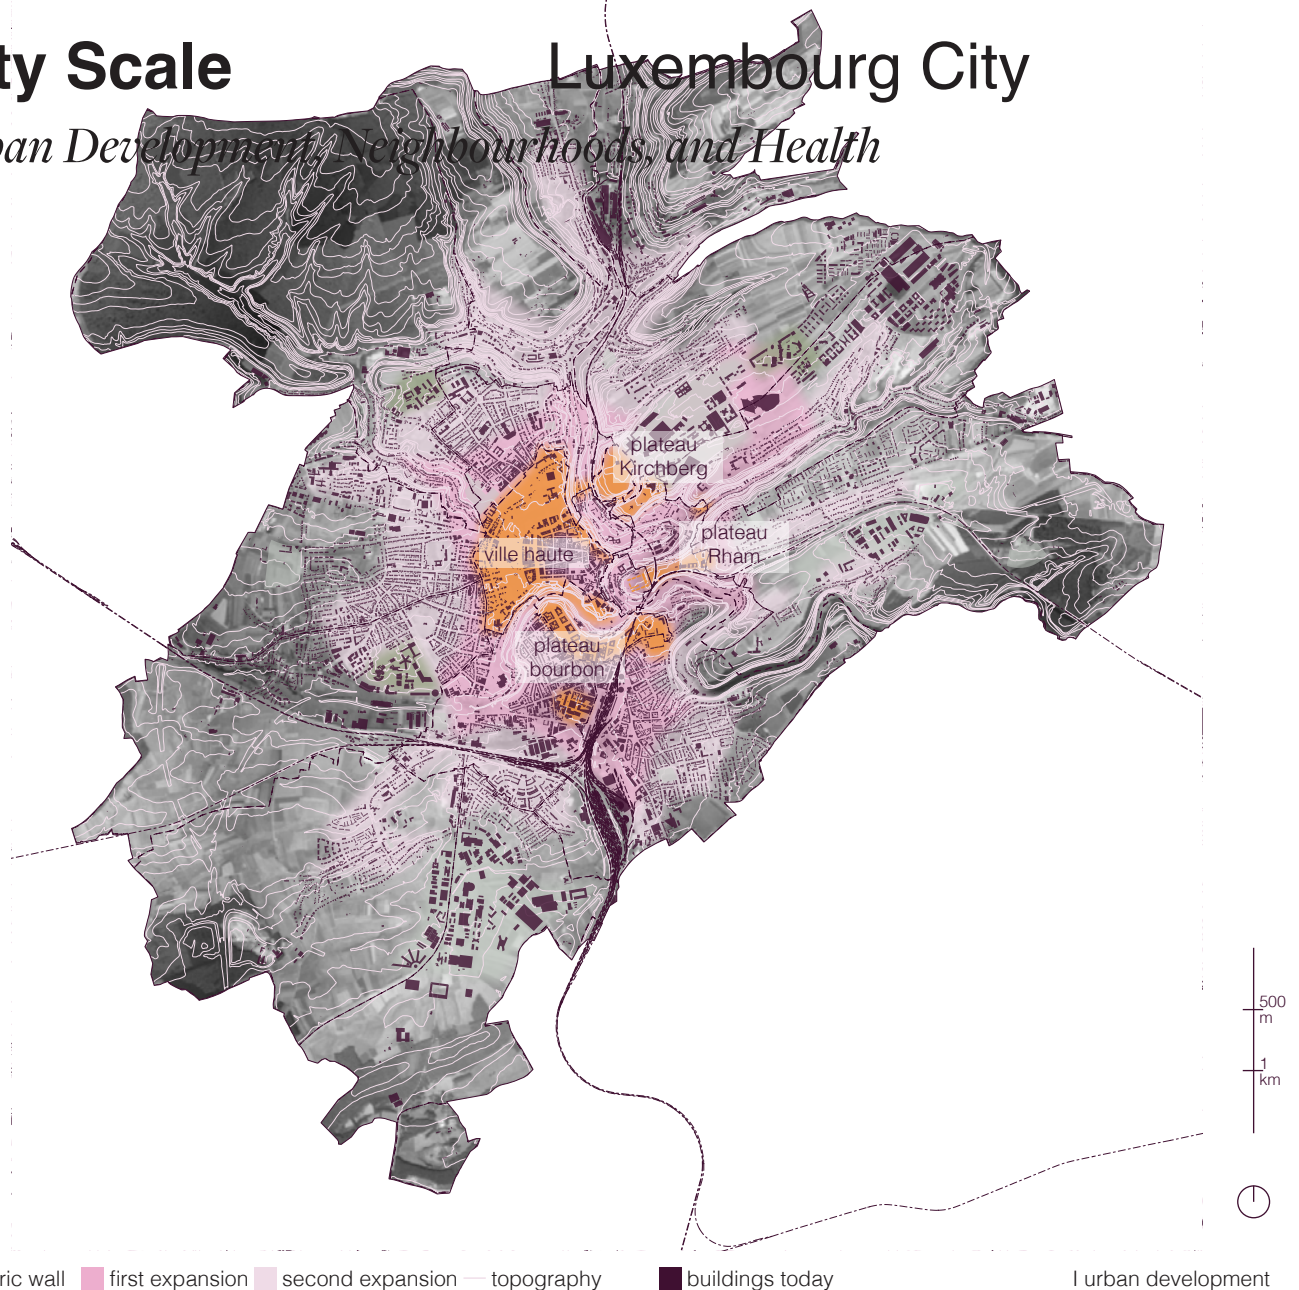 ty Scale
Luxembourg City
ban Development, Neighbourhoods, and Health
plateau
Kirchberg
plateau
Rham
ville haute
plateau
bourbon
500
m
1
km
ric wall
first expansion
second expansion
topography
buildings today
I urban development